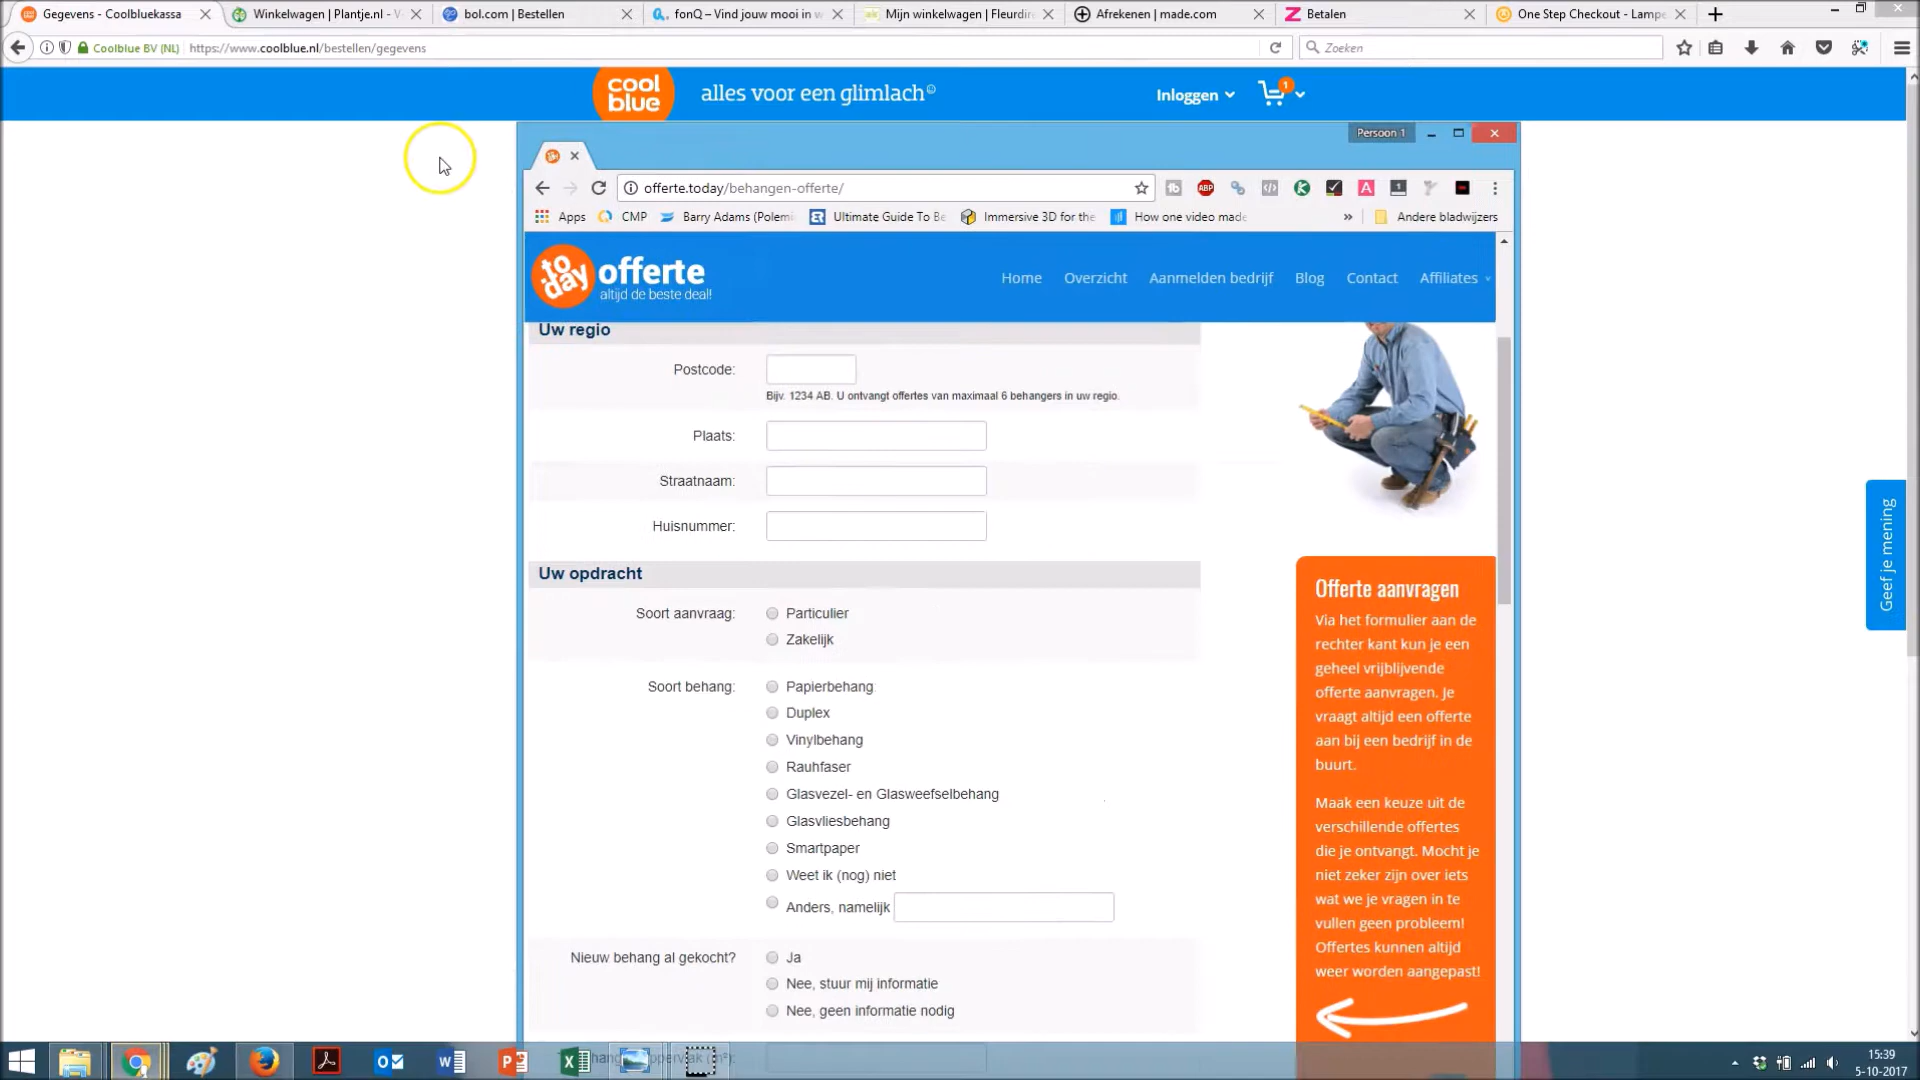 Gegevens - Coolbluekassa
Winkelwagen | Plantje.nl - V
bol.com | Bestellen
fonQ – Vind jouw mooi in w
Mijn winkelwagen | Fleurdire
Afrekenen | made.com
Betalen
One Step Checkout - Lampe
Coolblue BV (NL)
https://www.coolblue.nl/bestellen/gegevens
Zoeken
cool
blue
alles voor een glimlach
Inloggen
1
Persoon 1
offerte.today/behangen-offerte/
ABP
Apps
CMP
Barry Adams (Polemi
Ultimate Guide To Be
Immersive 3D for the
How one video made
»
Andere bladwijzers
today offerte
altijd de beste deal!
Home
Overzicht
Aanmelden bedrijf
Blog
Contact
Affiliates
Uw regio
Postcode:
Bijv. 1234 AB. U ontvangt offertes van maximaal 6 behangers in uw regio.
Plaats:
Straatnaam:
Huisnummer:
Uw opdracht
Soort aanvraag:
Particulier
Zakelijk
Soort behang:
Papierbehang
Duplex
Vinylbehang
Rauhfaser
Glasvezel- en Glasweefselbehang
Glasvliesbehang
Smartpaper
Weet ik (nog) niet
Anders, namelijk
Nieuw behang al gekocht?
Ja
Nee, stuur mij informatie
Nee, geen informatie nodig
Offerte aanvragen
Via het formulier aan de
rechter kant kun je een
geheel vrijblijvende
offerte aanvragen. Je
vraagt altijd een offerte
aan bij een bedrijf in de
buurt.
Maak een keuze uit de
verschillende offertes
die je ontvangt. Mocht je
niet zeker zijn over iets
wat we je vragen in te
vullen geen probleem!
Offertes kunnen altijd
weer worden aangepast!
Geef je mening
15:39
5-10-2017